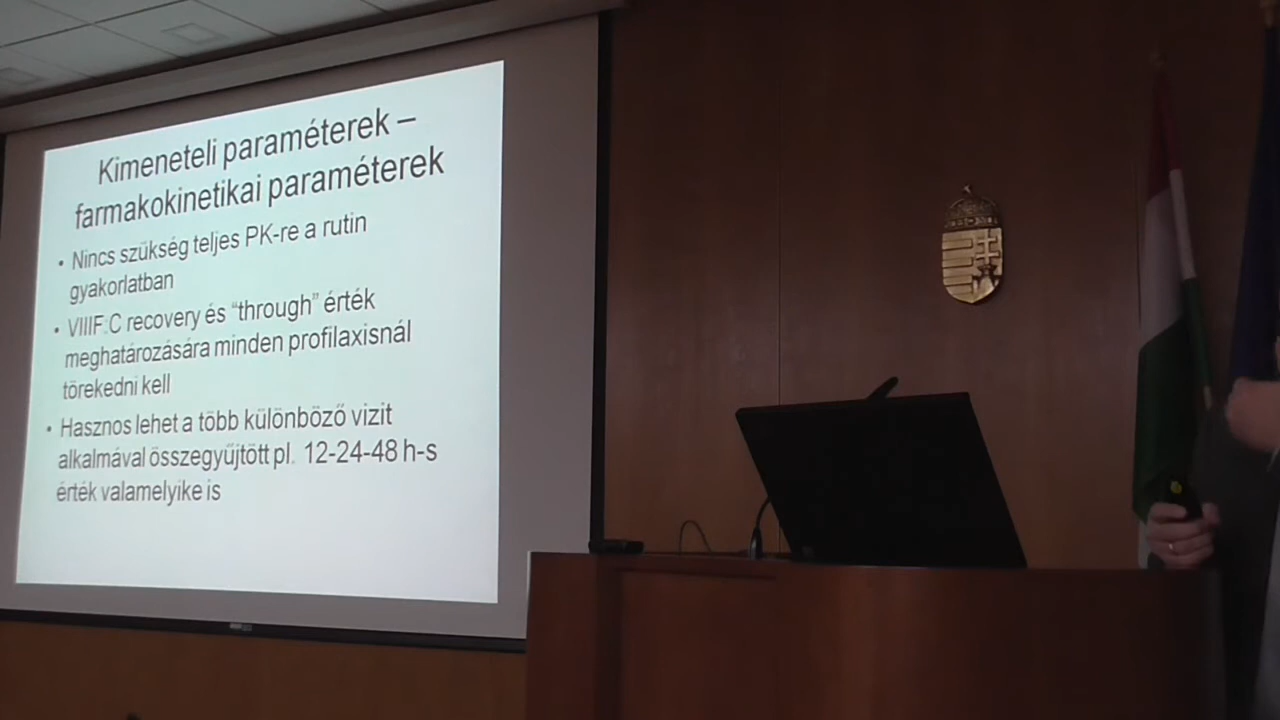 Kimeneteli paraméterek –
farmakokinetikai paraméterek
• Nincs szükség teljes PK-re a rutin
gyakorlatban
• VIIIF:C recovery és “through” érték
meghatározására minden profilaxisnál
törekedni kell
• Hasznos lehet a több különböző vizit
alkalmával összegyűjtött pl. 12-24-48 h-s
érték valamelyike is